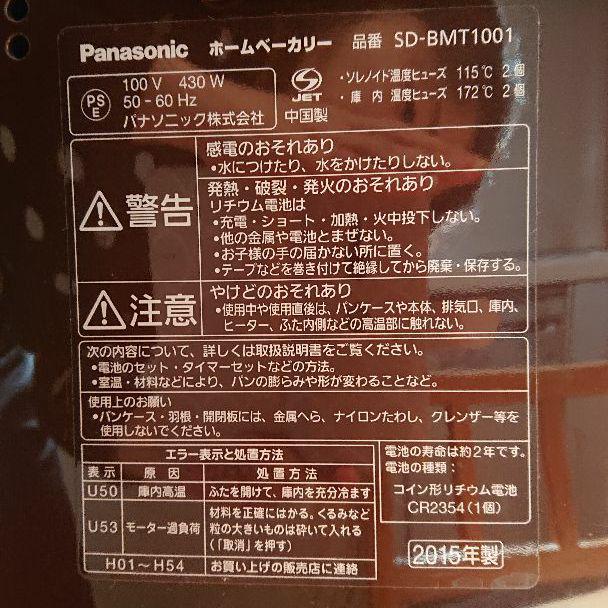 Panasonic ホームベーカリー 品番 SD-BMT1001
PS E
100 V 430 W
50 - 60 Hz
パナソニック株式会社
S JET
中国製
・ソレノイド温度ヒューズ 115℃ 2個
・庫 内 温度ヒューズ 172℃ 2個
警告
感電のおそれあり
・水につけたり、水をかけたりしない。
発熱・破裂・発火のおそれあり
リチウム電池は
・充電・ショート・加熱・火中投下しない。
・他の金属や電池とまぜない。
・お子様の手の届かない所に置く。
・テープなどを巻き付けて絶縁してから廃棄・保存する。
注意
やけどのおそれあり
・使用中や使用直後は、パンケースや本体、排気口、庫内、
ヒーター、ふた内側などの高温部に触れない。
次の内容について、詳しくは取扱説明書をご覧ください。
・電池のセット・タイマーセットなどの方法
・室温・材料などにより、パンの膨らみや形が変わることなど。
使用上のお願い
・パンケース・羽根・開閉板には、金属へら、ナイロンたわし、クレンザー等を
使用しないでください。
エラー表示と処置方法
表示 原因 処置方法
U50 庫内高温 ふたを開けて、庫内を充分冷ます
U53 モーター過負荷 材料を正確にはかる。くるみなど
粒の大きいものは砕いて入れる
(「取消」を押す)
H01〜H54 お買い上げの販売店に連絡
電池の寿命は約2年です。
電池の種類:
コイン形リチウム電池
CR2354(1個)
2015年製